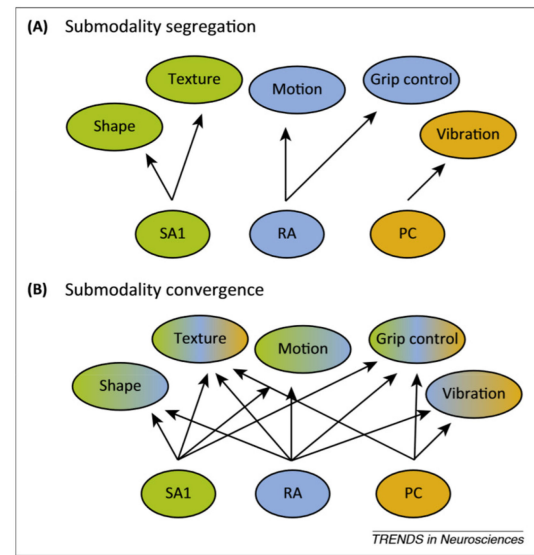 (A) Submodality segregation
Texture
Motion
Grip control
Shape
Vibration
SA1
RA
PC
(B) Submodality convergence
Texture
Motion
Grip control
Shape
Vibration
SA1
RA
PC
TRENDS in Neurosciences